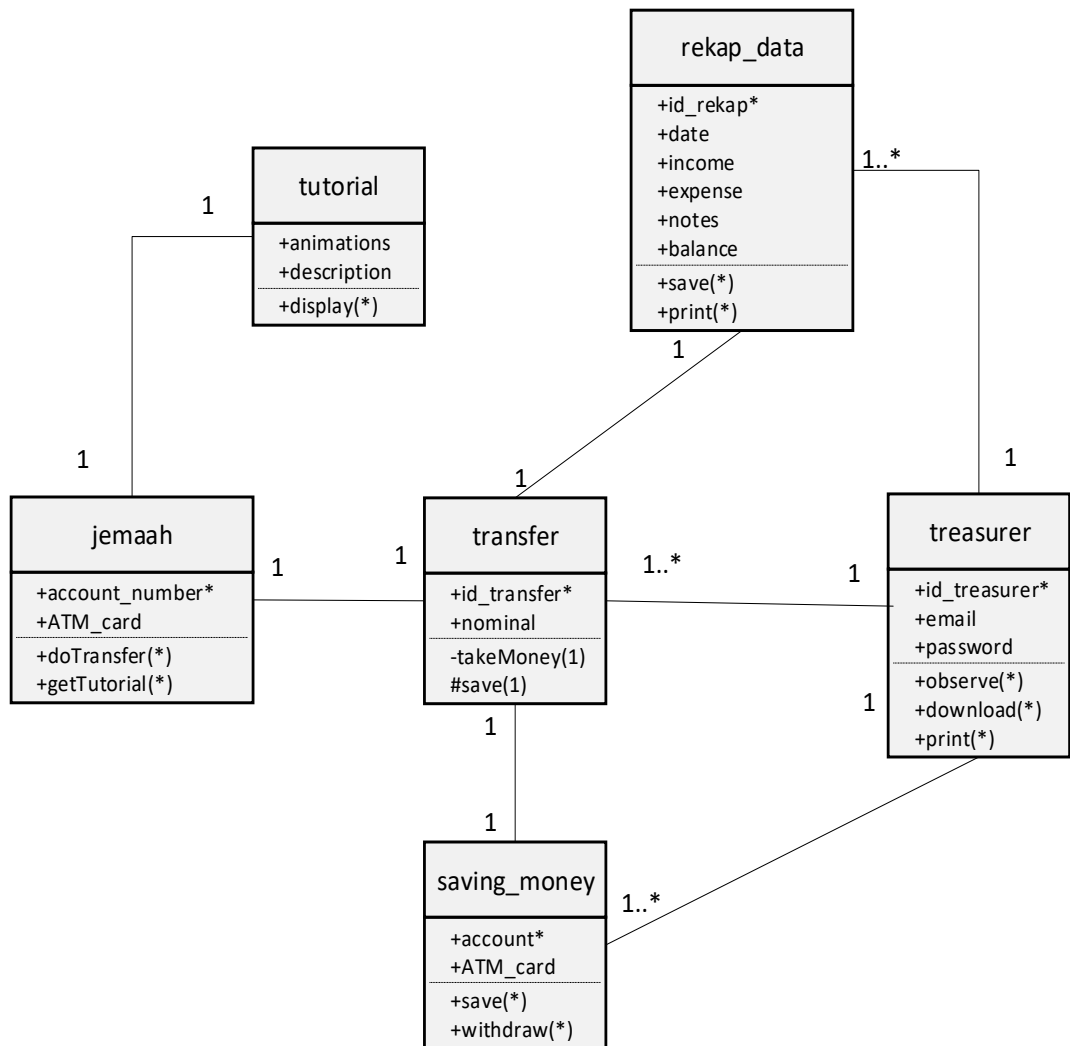 rekap_data
+id_rekap*
+date
+income
+expense
+notes
+balance
+save(*)
+print(*)
1..*
1
tutorial
+animations
+description
+display(*)
1
1
1
1
1
jemaah
+account_number*
+ATM_card
+doTransfer(*)
+getTutorial(*)
1
1
transfer
+id_transfer*
+nominal
-takeMoney(1)
#save(1)
1..*
1
treasurer
+id_treasurer*
+email
+password
+observe(*)
+download(*)
+print(*)
1
1
1
saving_money
+account*
+ATM_card
+save(*)
+withdraw(*)
1..*